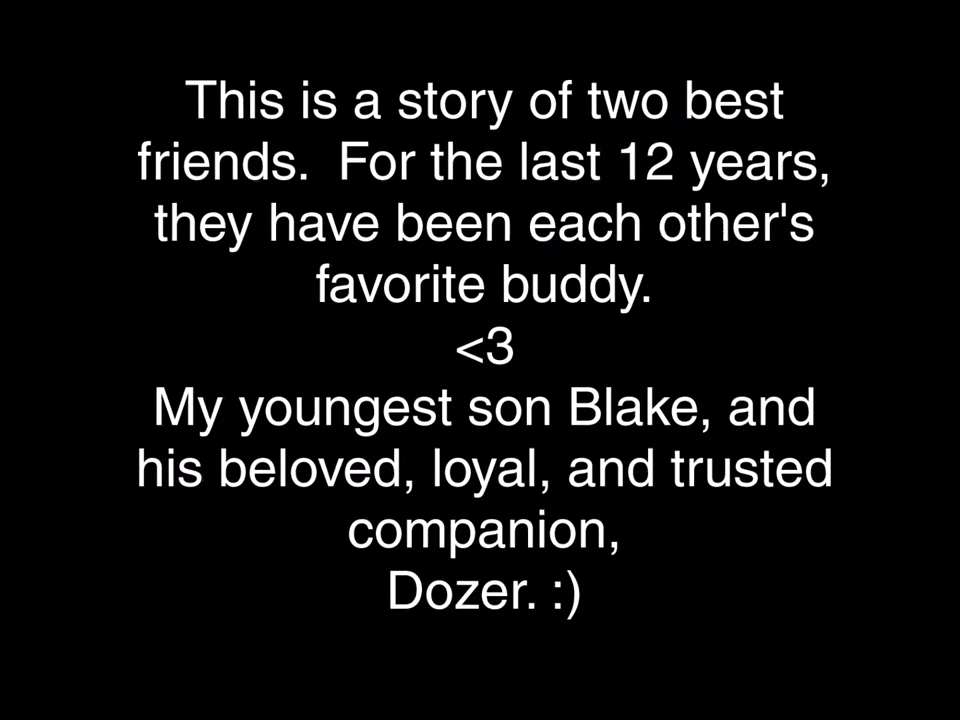 This is a story of two best
friends.  For the last 12 years,
they have been each other's
favorite buddy.
<3
My youngest son Blake, and
his beloved, loyal, and trusted
companion,
Dozer. :)